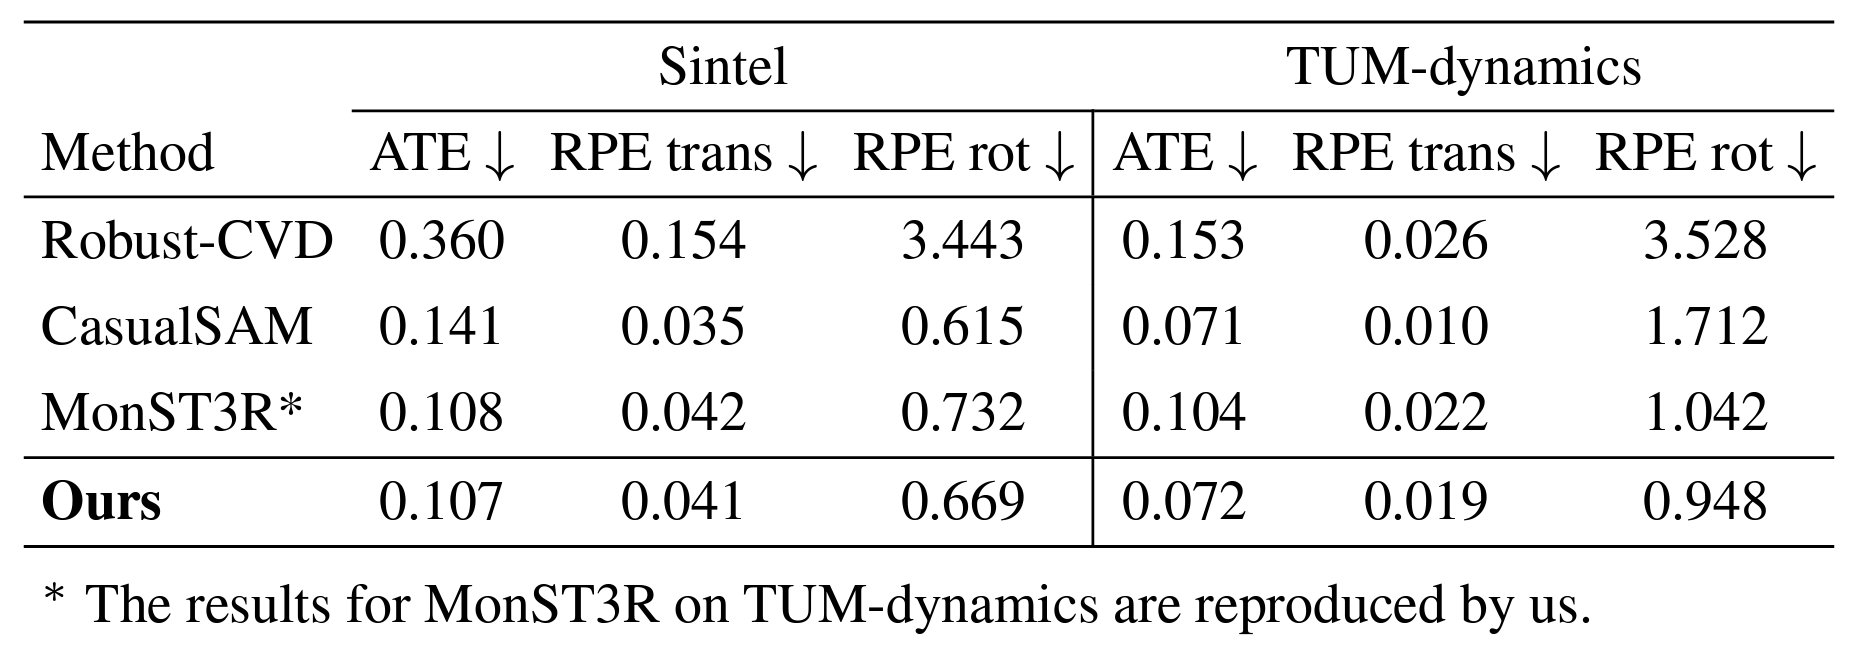 Sintel TUM-dynamics
Method ATE ↓ RPE trans ↓ RPE rot ↓ ATE ↓ RPE trans ↓ RPE rot ↓
Robust-CVD 0.360 0.154 3.443 0.153 0.026 3.528
CasualSAM 0.141 0.035 0.615 0.071 0.010 1.712
MonST3R* 0.108 0.042 0.732 0.104 0.022 1.042
Ours 0.107 0.041 0.669 0.072 0.019 0.948
* The results for MonST3R on TUM-dynamics are reproduced by us.